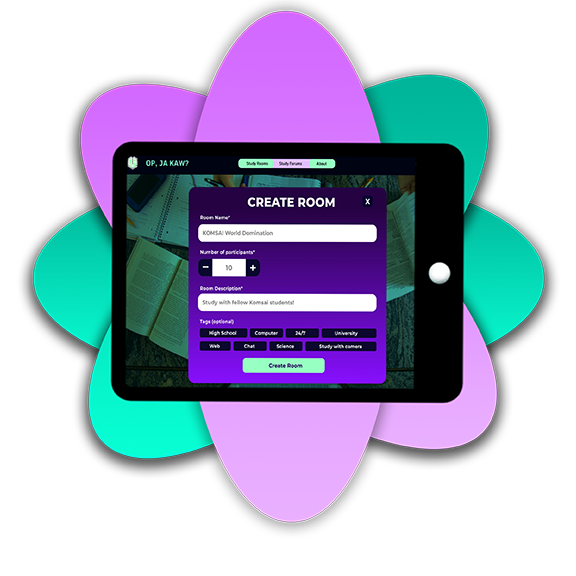 OP, JA KAW?
Study Rooms Study Forums About
CREATE ROOM X
Room Name*
KOMSAI World Domination
Number of participants*
− 10 +
Room Description*
Study with fellow Komsai students!
Tags (optional)
High School Computer 24/7 University
Web Chat Science Study with camera
Create Room